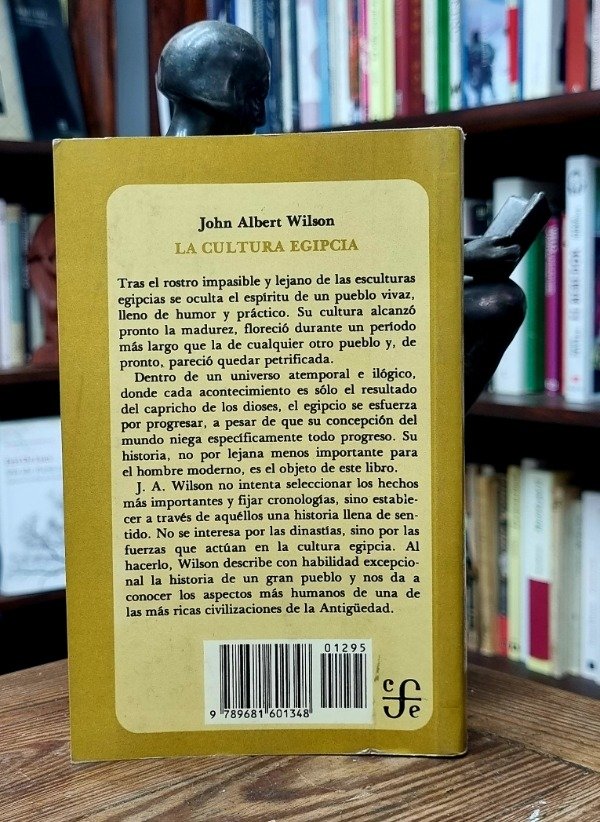 John Albert Wilson
LA CULTURA EGIPCIA
Tras el rostro impasible y lejano de las esculturas
egipcias se oculta el espíritu de un pueblo vivaz,
lleno de humor y práctico. Su cultura alcanzó
pronto la madurez, floreció durante un período
más largo que la de cualquier otro pueblo y, de
pronto, pareció quedar petrificada.
Dentro de un universo atemporal e ilógico,
donde cada acontecimiento es sólo el resultado
del capricho de los dioses, el egipcio se esfuerza
por progresar, a pesar de que su concepción del
mundo niega específicamente todo progreso. Su
historia, no por lejana menos importante para
el hombre moderno, es el objeto de este libro.
J. A. Wilson no intenta seleccionar los hechos
más importantes y fijar cronologías, sino estable-
cer a través de aquéllos una historia llena de sen-
tido. No se interesa por las dinastías, sino por las
fuerzas que actúan en la cultura egipcia. Al
hacerlo, Wilson describe con habilidad excepcio-
nal la historia de un gran pueblo y nos da a
conocer los aspectos más humanos de una de
las más ricas civilizaciones de la Antigüedad.
01295
9 789681 601348
cfe